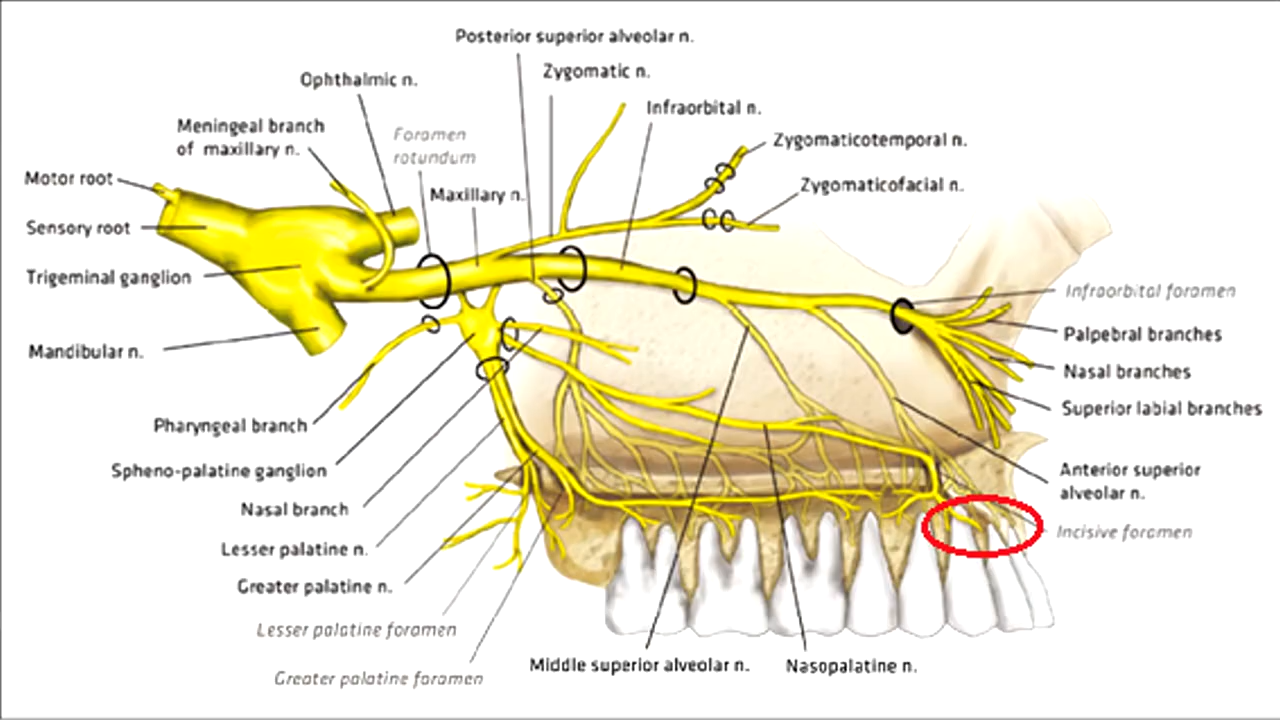 Posterior superior alveolar n.
Zygomatic n.
Ophthalmic n.
Infraorbital n.
Meningeal branch
of maxillary n.
Foramen
rotundum
Zygomaticotemporal n.
Motor root
Maxillary n.
Zygomaticofacial n.
Sensory root
Trigeminal ganglion
Infraorbital foramen
Palpebral branches
Mandibular n.
Nasal branches
Superior labial branches
Pharyngeal branch
Spheno-palatine ganglion
Anterior superior
alveolar n.
Nasal branch
Incisive foramen
Lesser palatine n.
Greater palatine n.
Lesser palatine foramen
Greater palatine foramen
Middle superior alveolar n.
Nasopalatine n.